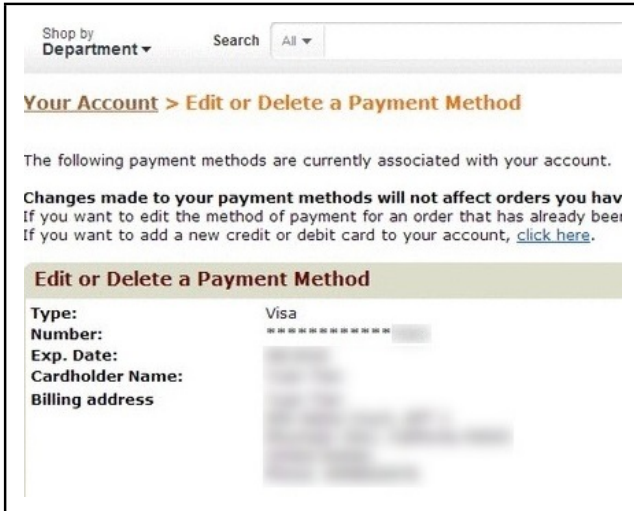 Shop by
Department
Search All
Your Account > Edit or Delete a Payment Method
The following payment methods are currently associated with your account.
Changes made to your payment methods will not affect orders you hav
If you want to edit the method of payment for an order that has already beer
If you want to add a new credit or debit card to your account, click here.
Edit or Delete a Payment Method
Type: Visa
Number: ************
Exp. Date:
Cardholder Name:
Billing address